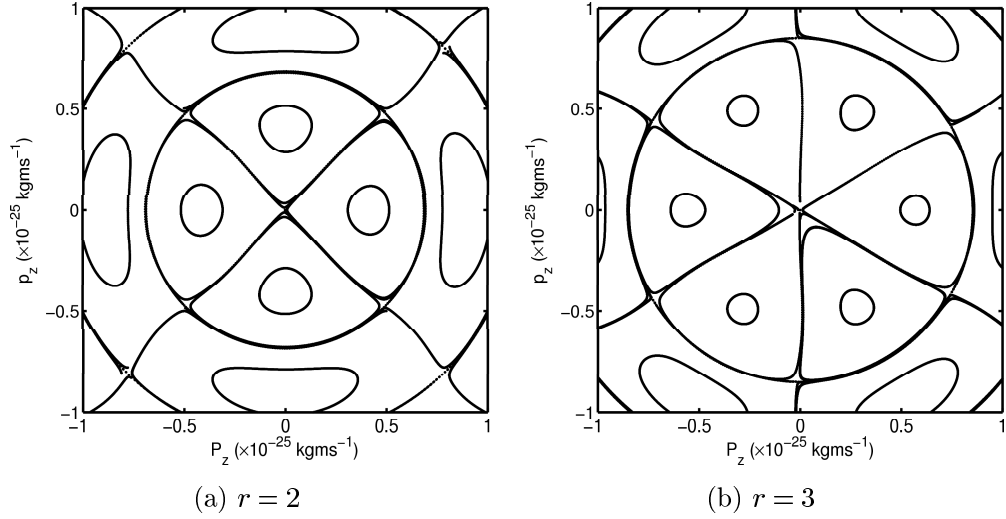 1
0.5
0
−0.5
−1
p_z (×10⁻²⁵ kgms⁻¹)
−1 −0.5 0 0.5 1
P_z (×10⁻²⁵ kgms⁻¹)
(a) r = 2
1
0.5
0
−0.5
−1
p_z (×10⁻²⁵ kgms⁻¹)
−1 −0.5 0 0.5 1
P_z (×10⁻²⁵ kgms⁻¹)
(b) r = 3